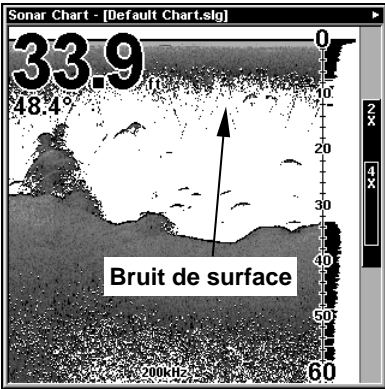 Sonar Chart - [Default Chart.slg]
33.9 ft
48.4°
0
10
20
30
40
50
60
2X
4X
Bruit de surface
200kHz